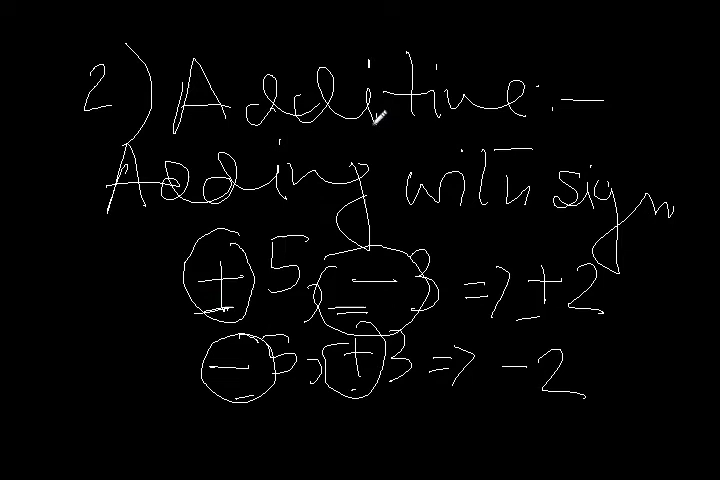 2) Additive :-
Adding with sign
+5, -3 => +2
-5, +3 => -2